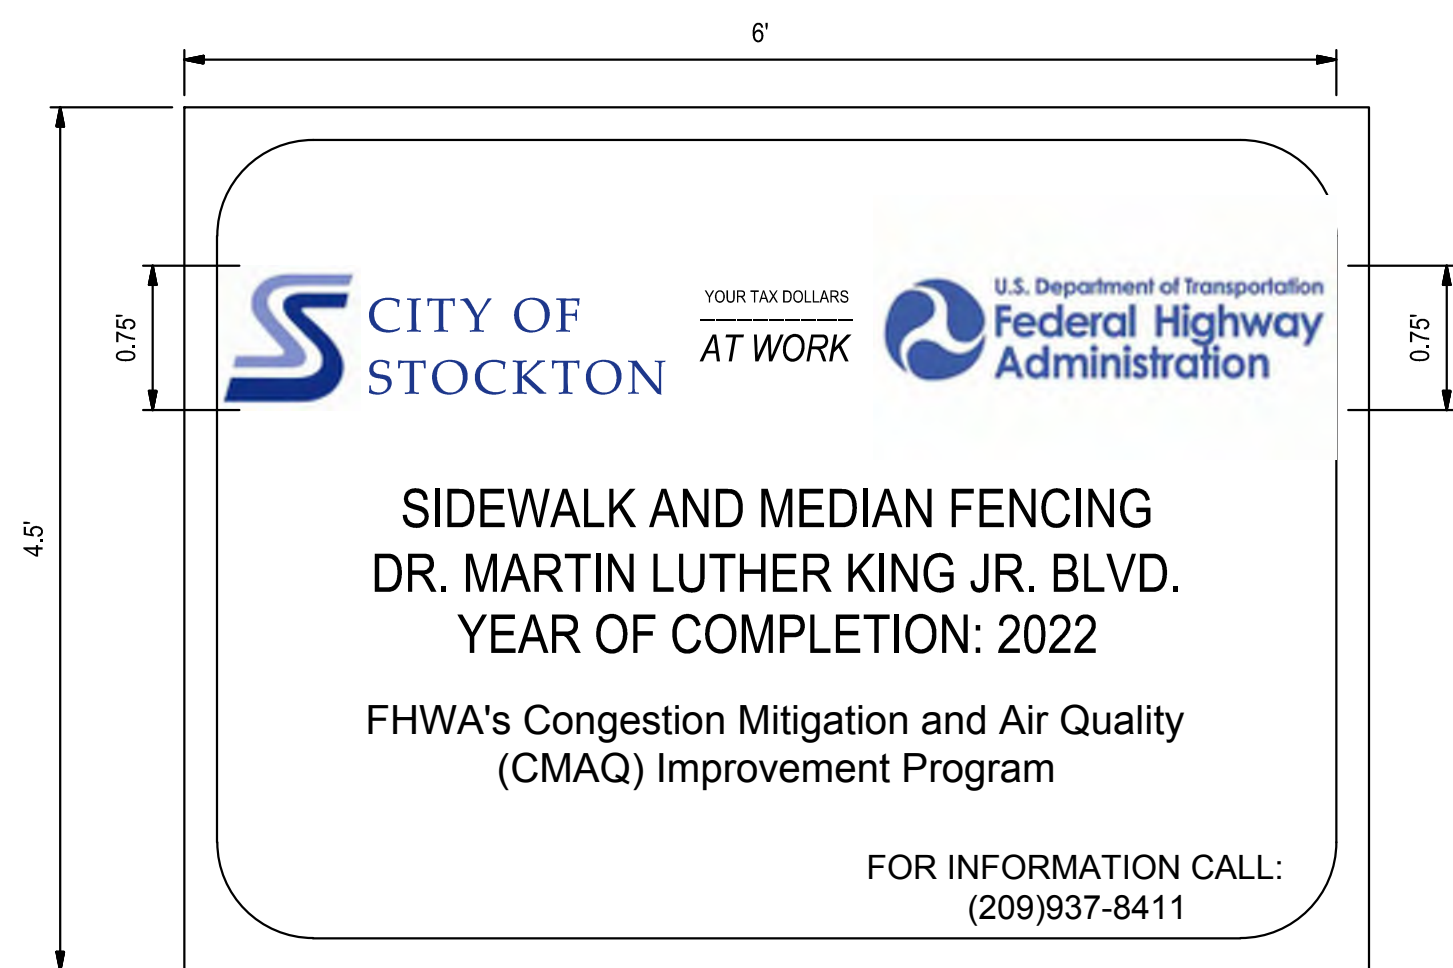 6'
4.5'
0.75'
CITY OF
STOCKTON
YOUR TAX DOLLARS
AT WORK
U.S. Department of Transportation
Federal Highway
Administration
0.75'
SIDEWALK AND MEDIAN FENCING
DR. MARTIN LUTHER KING JR. BLVD.
YEAR OF COMPLETION: 2022
FHWA's Congestion Mitigation and Air Quality
(CMAQ) Improvement Program
FOR INFORMATION CALL:
(209)937-8411